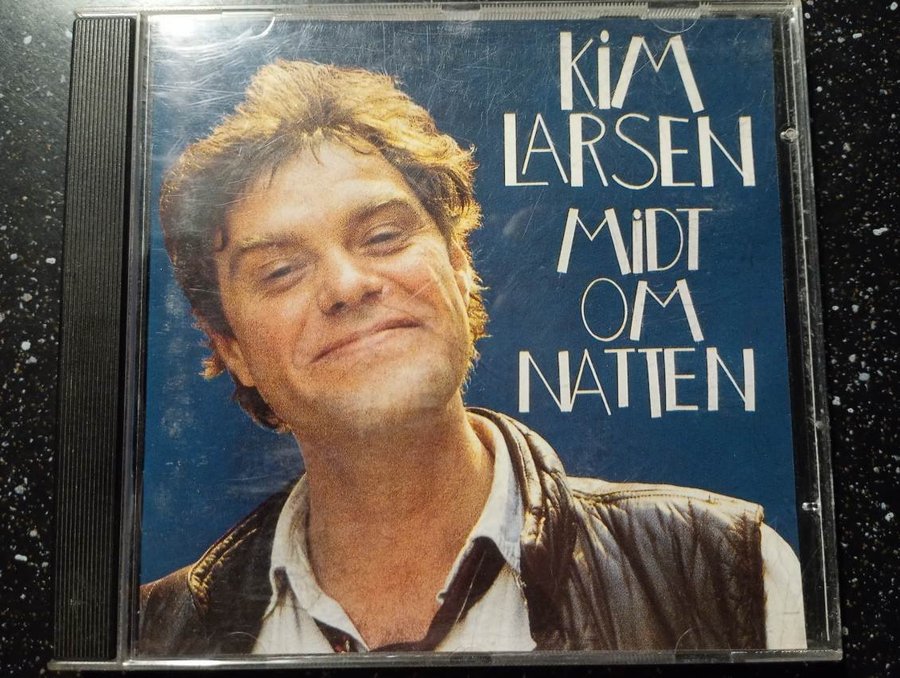 KiM
LARSEN
MiDT
OM
NATTEN